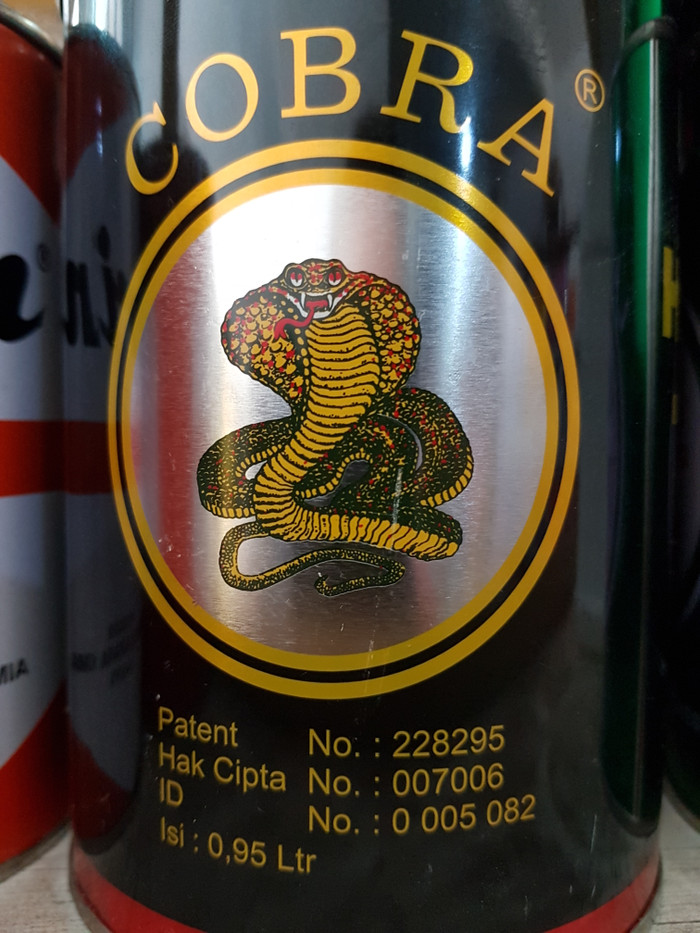 COBRA®
Patent No. : 228295
Hak Cipta No. : 007006
ID No. : 0 005 082
Isi : 0,95 Ltr